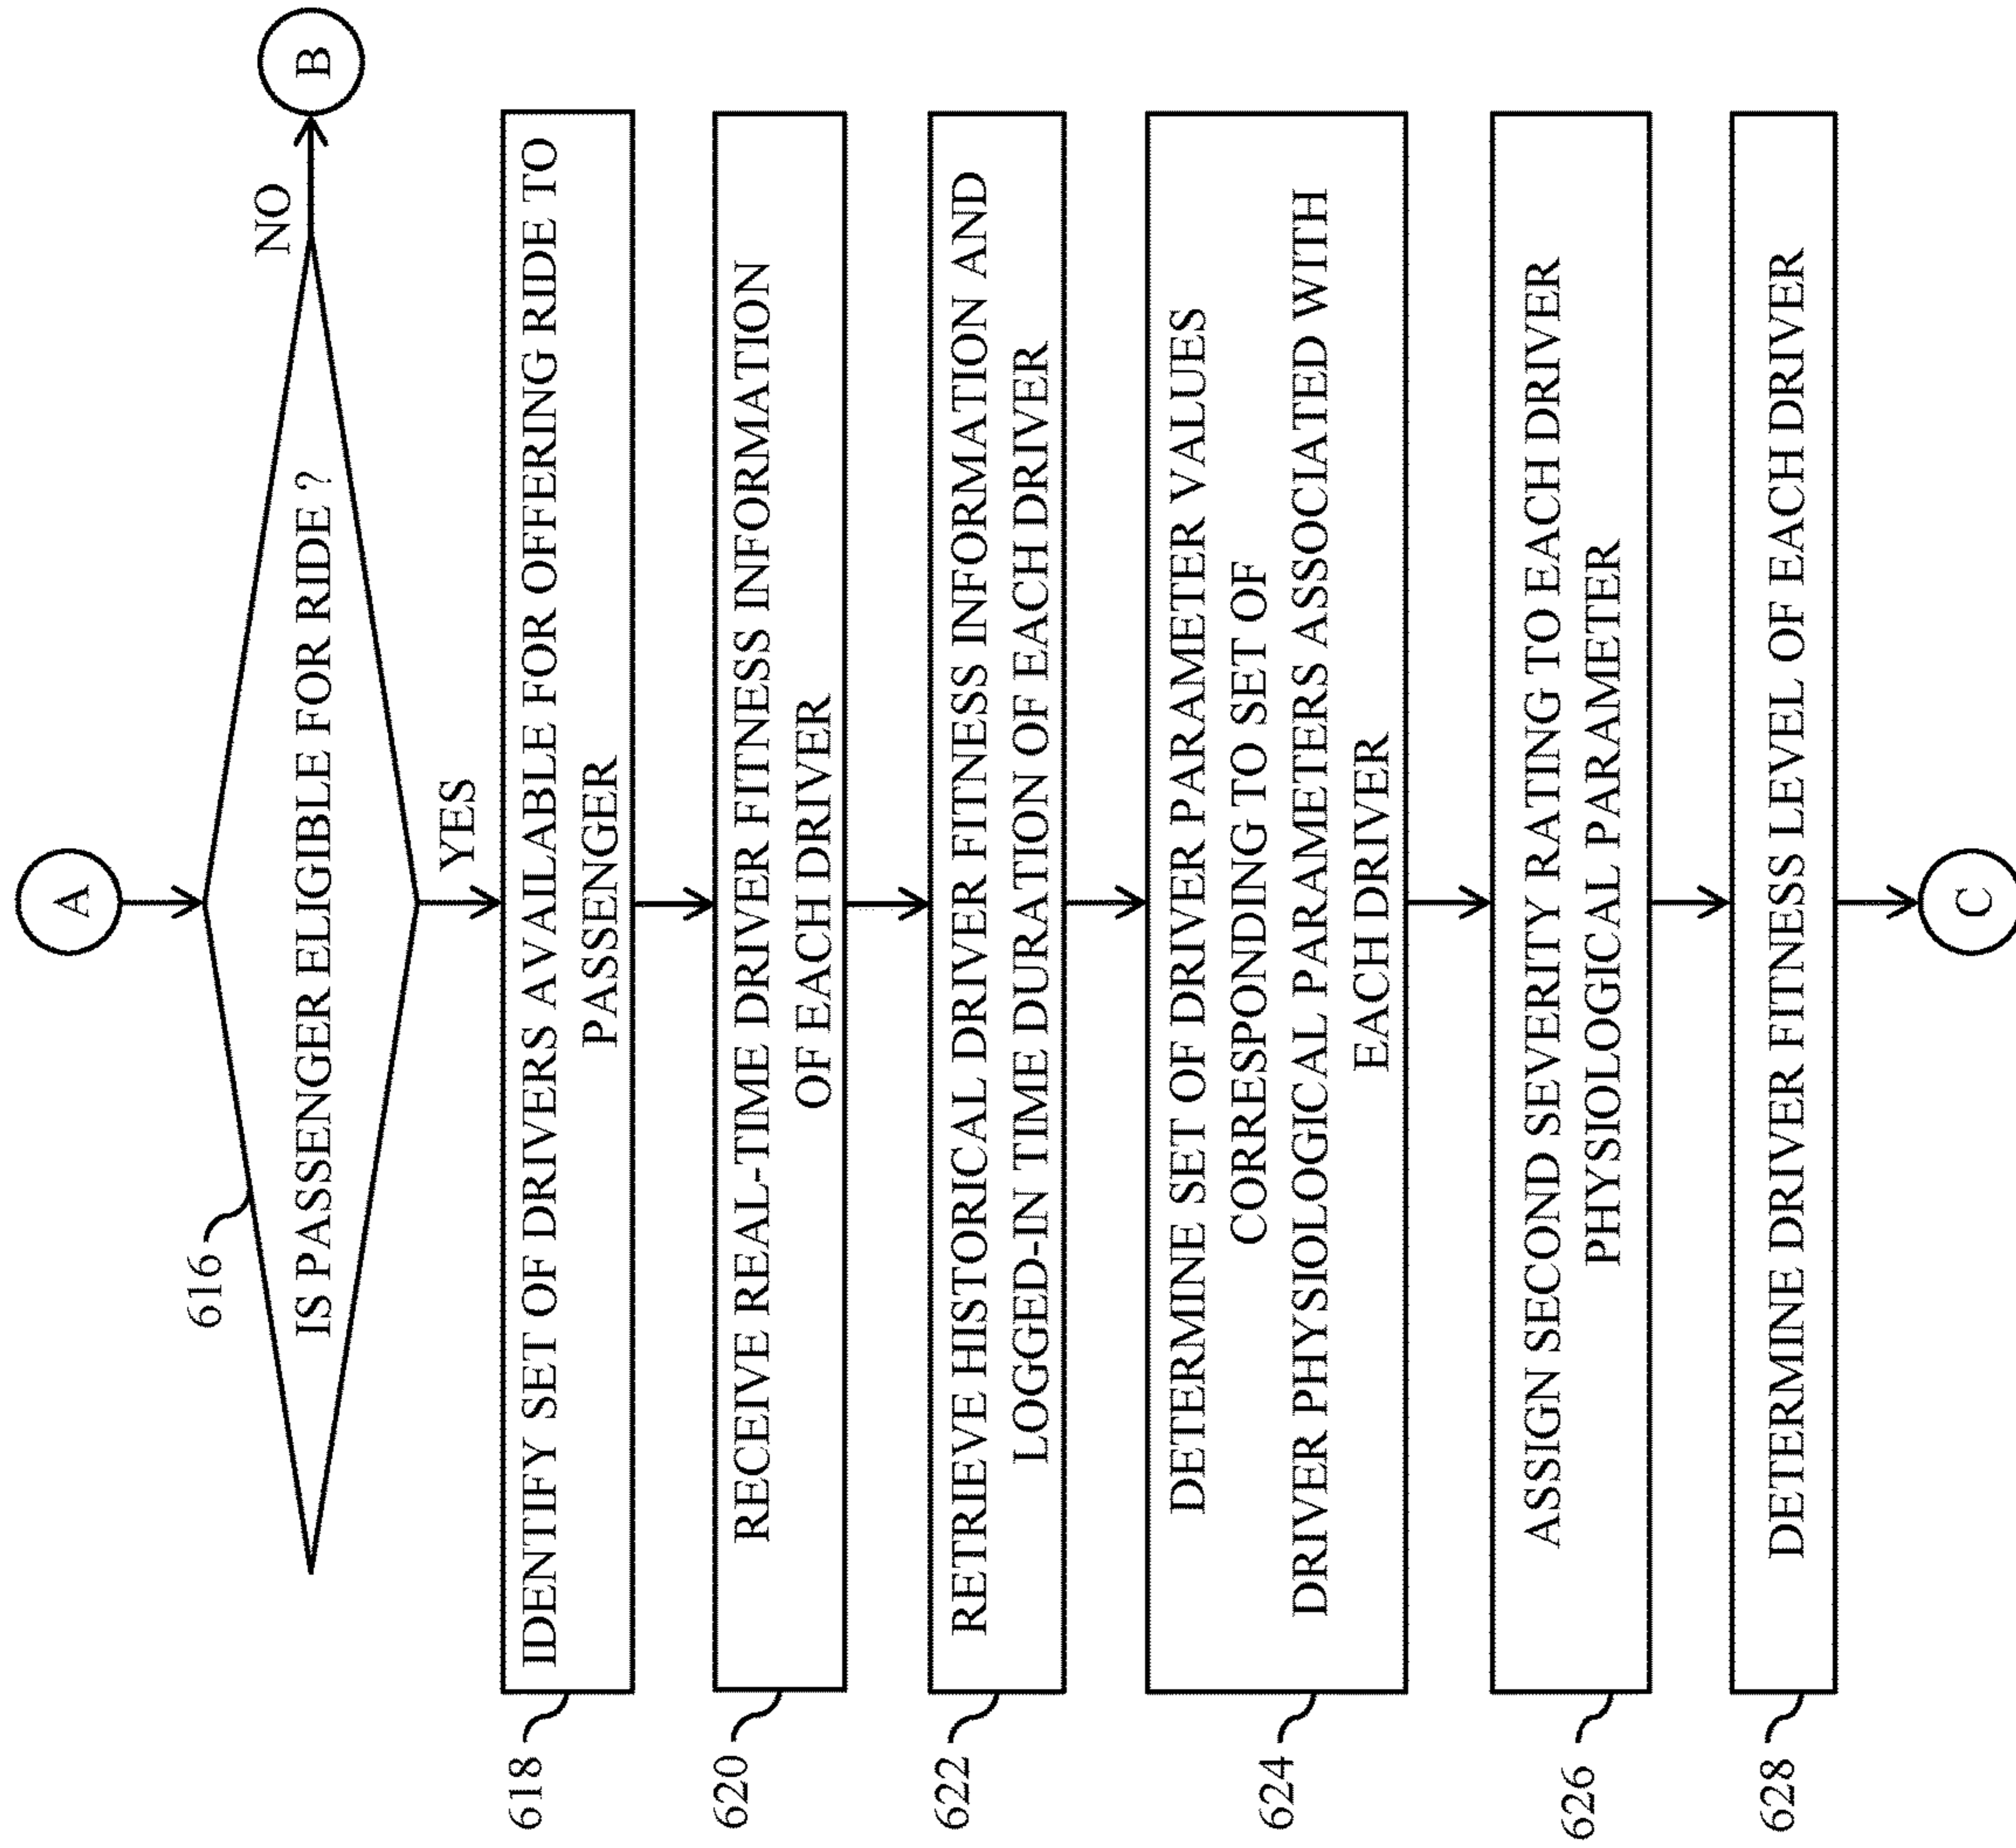 A
616
IS PASSENGER ELIGIBLE FOR RIDE ?
NO
B
YES
618
IDENTIFY SET OF DRIVERS AVAILABLE FOR OFFERING RIDE TO
PASSENGER
620
RECEIVE REAL-TIME DRIVER FITNESS INFORMATION
OF EACH DRIVER
622
RETRIEVE HISTORICAL DRIVER FITNESS INFORMATION AND
LOGGED-IN TIME DURATION OF EACH DRIVER
624
DETERMINE SET OF DRIVER PARAMETER VALUES
CORRESPONDING TO SET OF
DRIVER PHYSIOLOGICAL PARAMETERS ASSOCIATED WITH
EACH DRIVER
626
ASSIGN SECOND SEVERITY RATING TO EACH DRIVER
PHYSIOLOGICAL PARAMETER
628
DETERMINE DRIVER FITNESS LEVEL OF EACH DRIVER
C